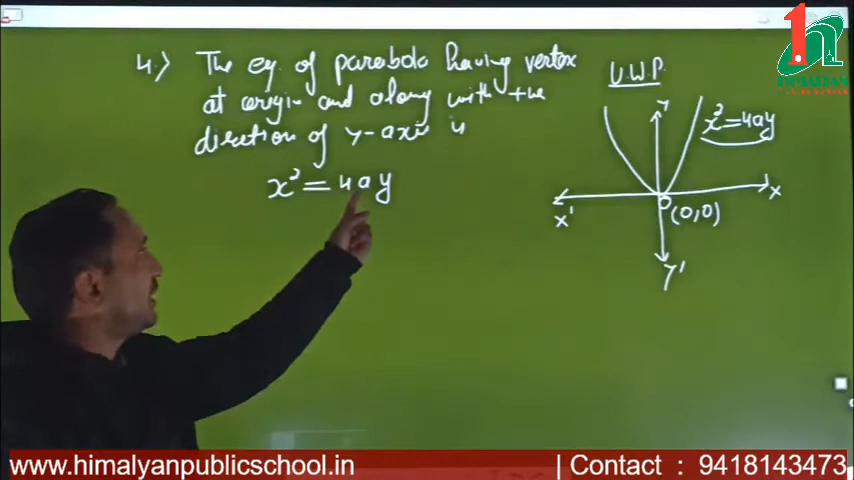 4.) The eq. of parabola having vertex
at origin and along with +ve
direction of Y-axis is
x² = 4ay
U.W.P.
Y
x² = 4ay
X' O X
(0,0)
Y'
HIMALYAN
www.himalyanpublicschool.in | Contact : 9418143473